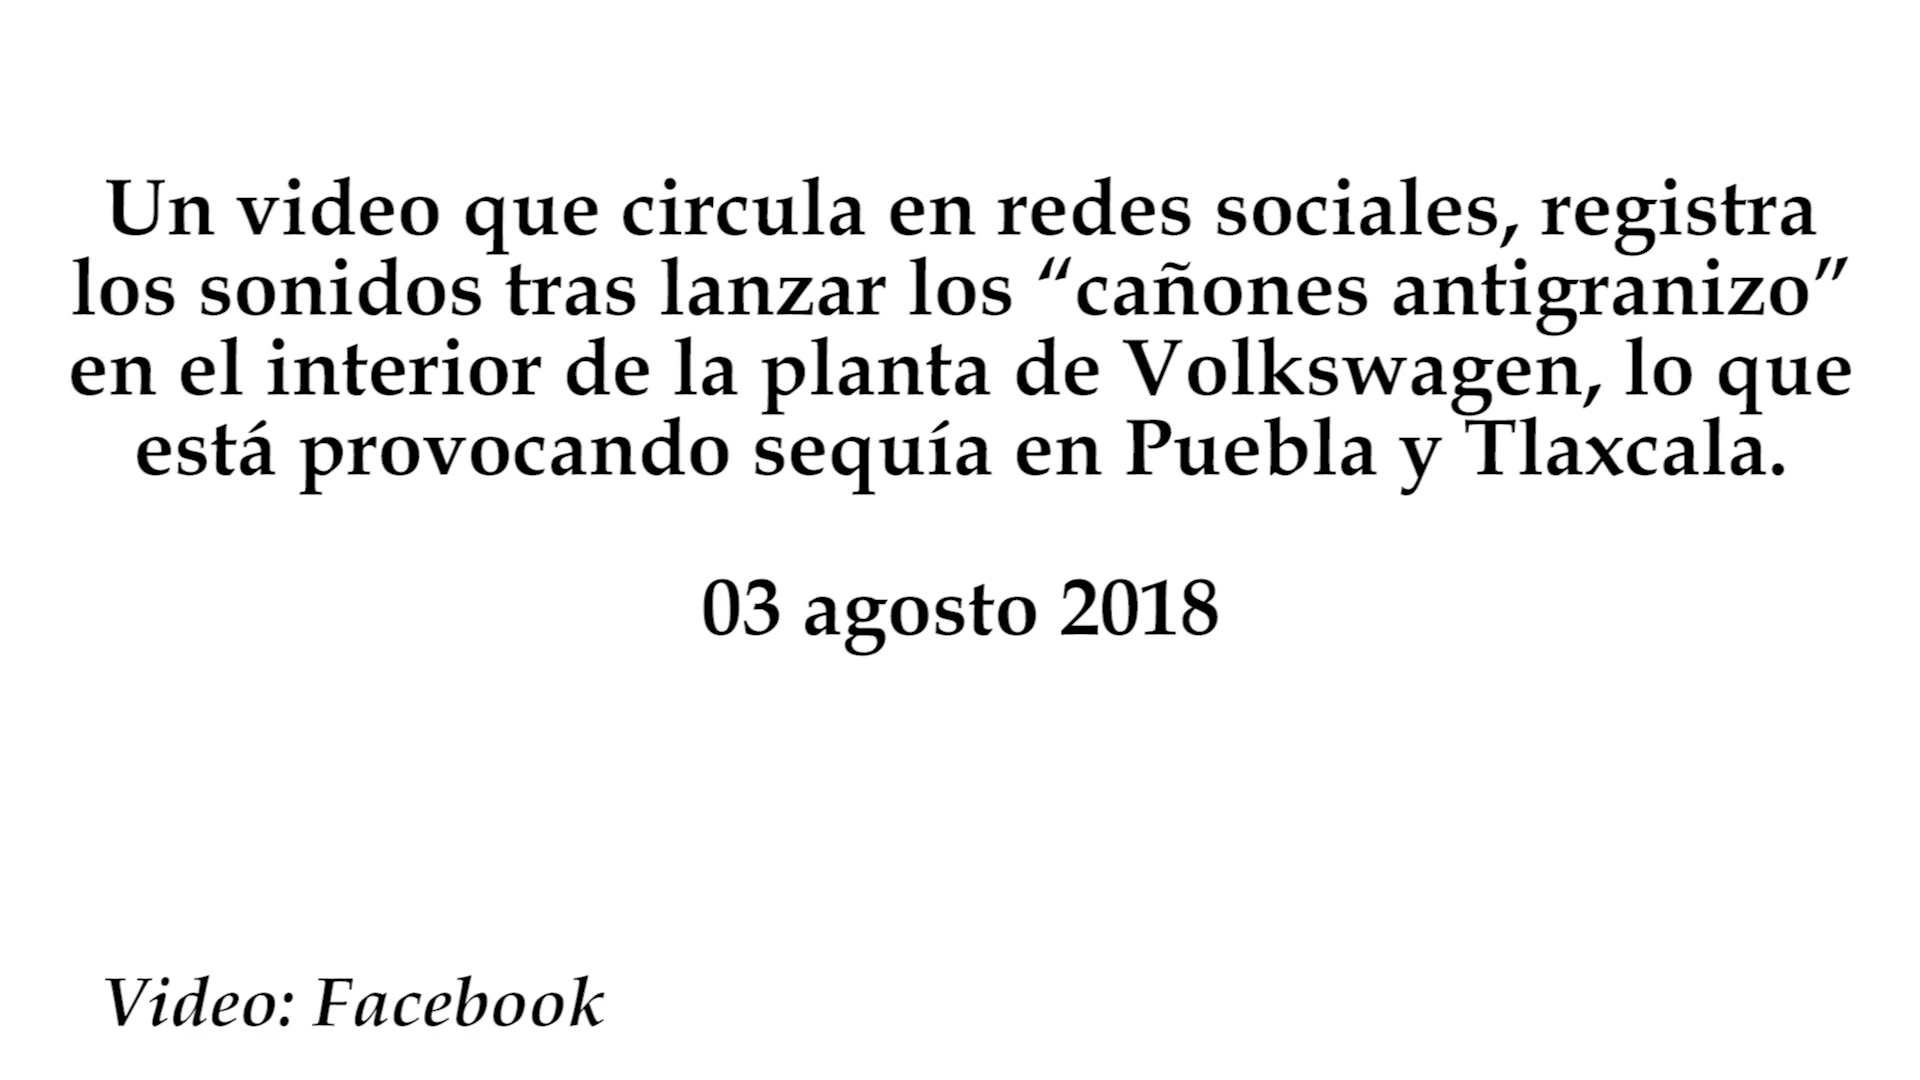 Un video que circula en redes sociales, registra
los sonidos tras lanzar los “cañones antigranizo”
en el interior de la planta de Volkswagen, lo que
está provocando sequía en Puebla y Tlaxcala.
03 agosto 2018
Video: Facebook